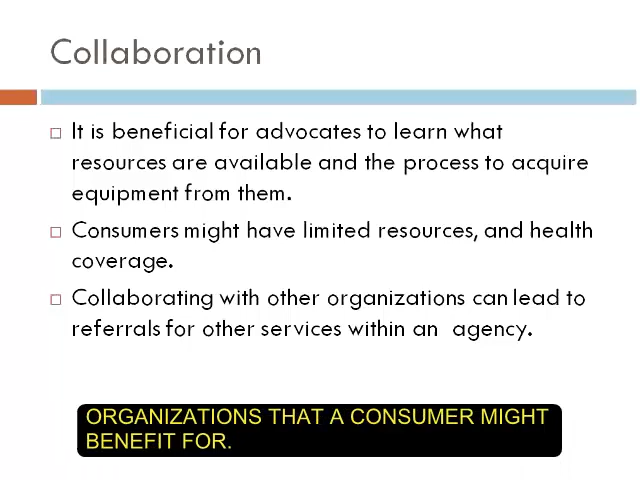 Collaboration
It is beneficial for advocates to learn what
resources are available and the process to acquire
equipment from them.
Consumers might have limited resources, and health
coverage.
Collaborating with other organizations can lead to
referrals for other services within an agency.
ORGANIZATIONS THAT A CONSUMER MIGHT
BENEFIT FOR.